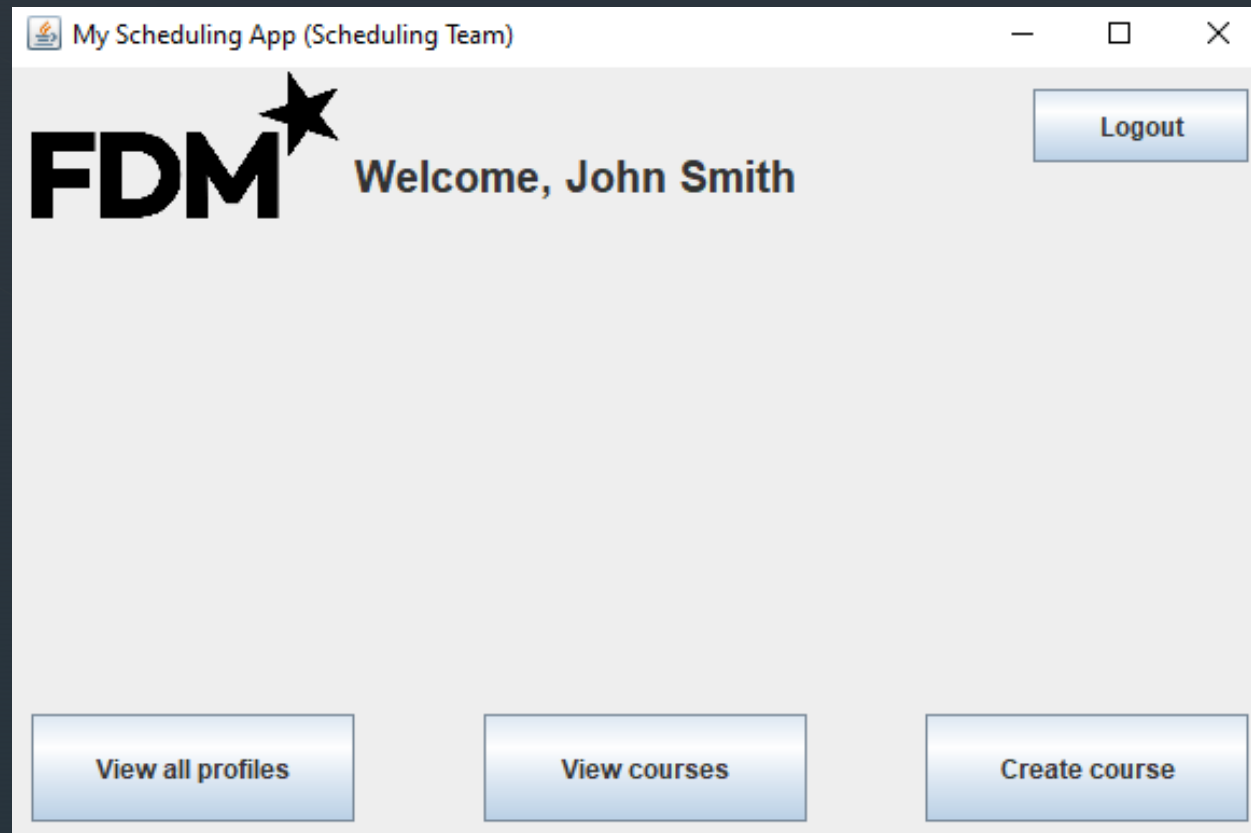 My Scheduling App (Scheduling Team)
FDM
Welcome, John Smith
Logout
View all profiles
View courses
Create course